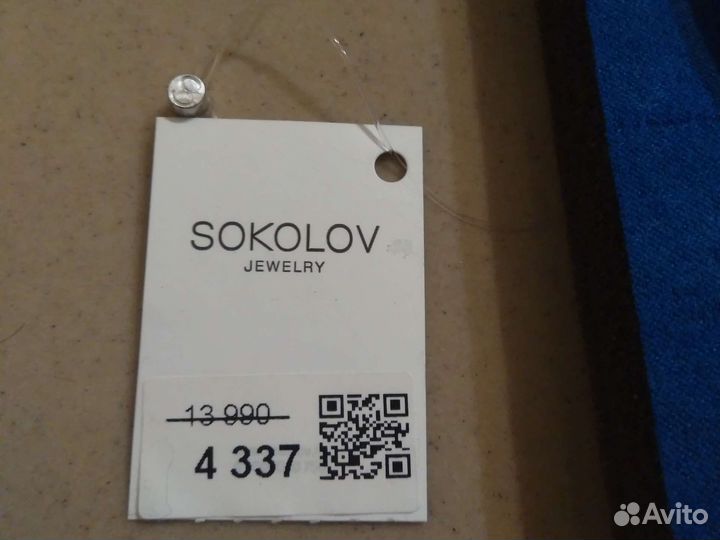 SOKOLOV
JEWELRY
13 990
4 337
Avito